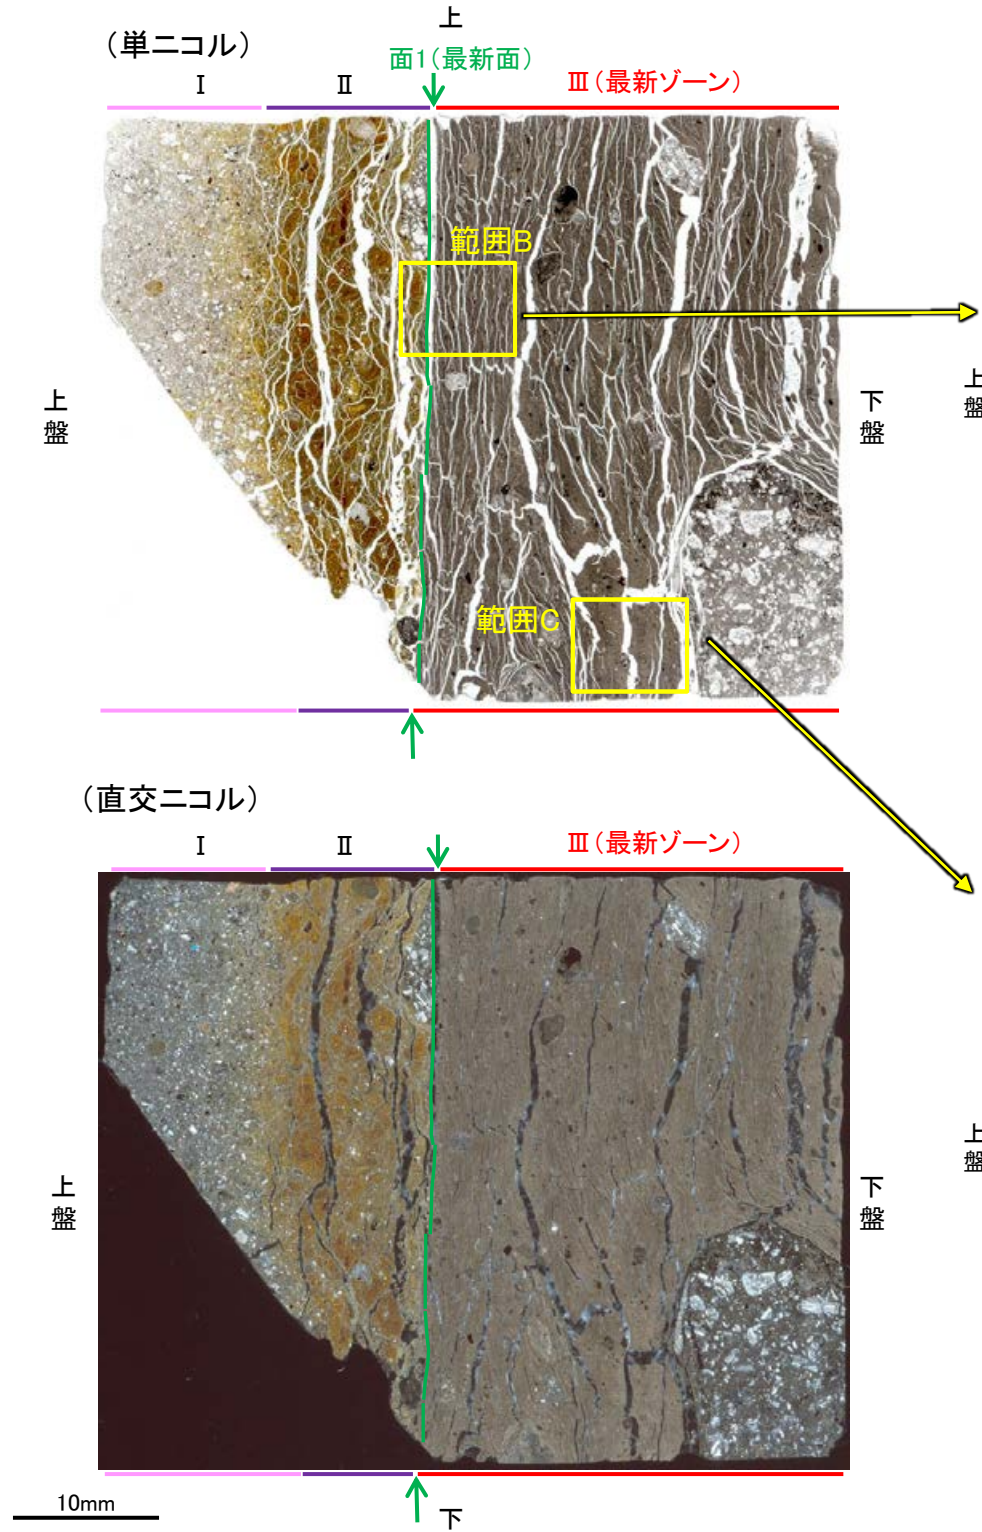 上
(単ニコル)
面1(最新面)
Ⅰ
Ⅱ
Ⅲ(最新ゾーン)
範囲B
上盤
下盤
上盤
範囲C
(直交ニコル)
Ⅰ
Ⅱ
Ⅲ(最新ゾーン)
上盤
下盤
上盤
10mm
下